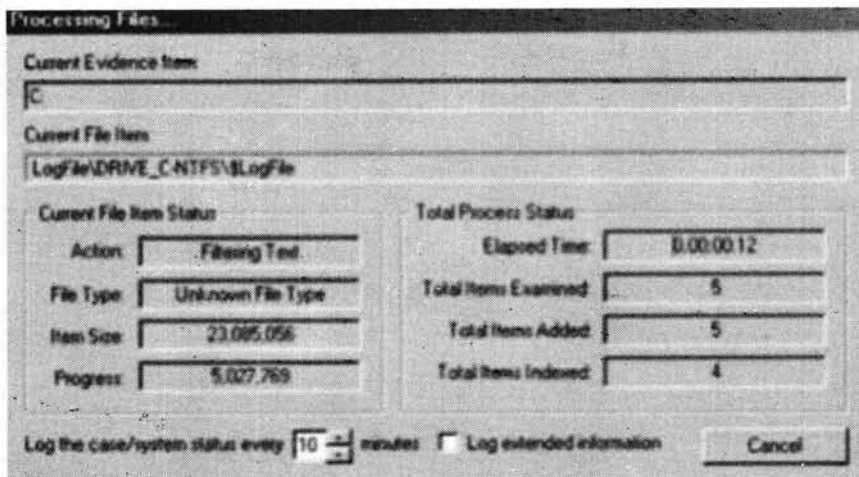 Processing Files...
Current Evidence Item:
C:
Current File Item
LogFile\DRIVE_C-NTFS\$LogFile
Current File Item Status
Action: Filtering Text
File Type: Unknown File Type
Item Size: 23,085,056
Progress: 5,027,769
Total Process Status
Elapsed Time: 0.00:00:12
Total Items Examined:
Total Items Added: 5
Total Items Indexed: 4
Log the case/system status every 10 minutes
Log extended information
Cancel